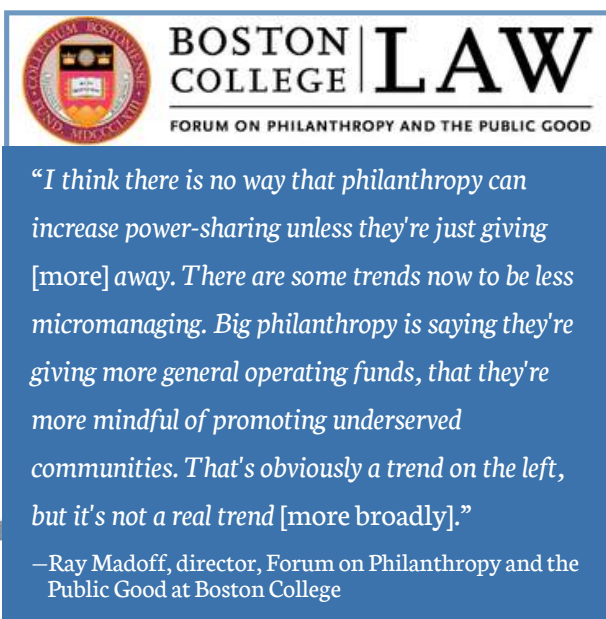 BOSTON
COLLEGE
LAW
FORUM ON PHILANTHROPY AND THE PUBLIC GOOD
“I think there is no way that philanthropy can
increase power-sharing unless they're just giving
[more] away. There are some trends now to be less
micromanaging. Big philanthropy is saying they're
giving more general operating funds, that they're
more mindful of promoting underserved
communities. That's obviously a trend on the left,
but it's not a real trend [more broadly].”
—Ray Madoff, director, Forum on Philanthropy and the
Public Good at Boston College